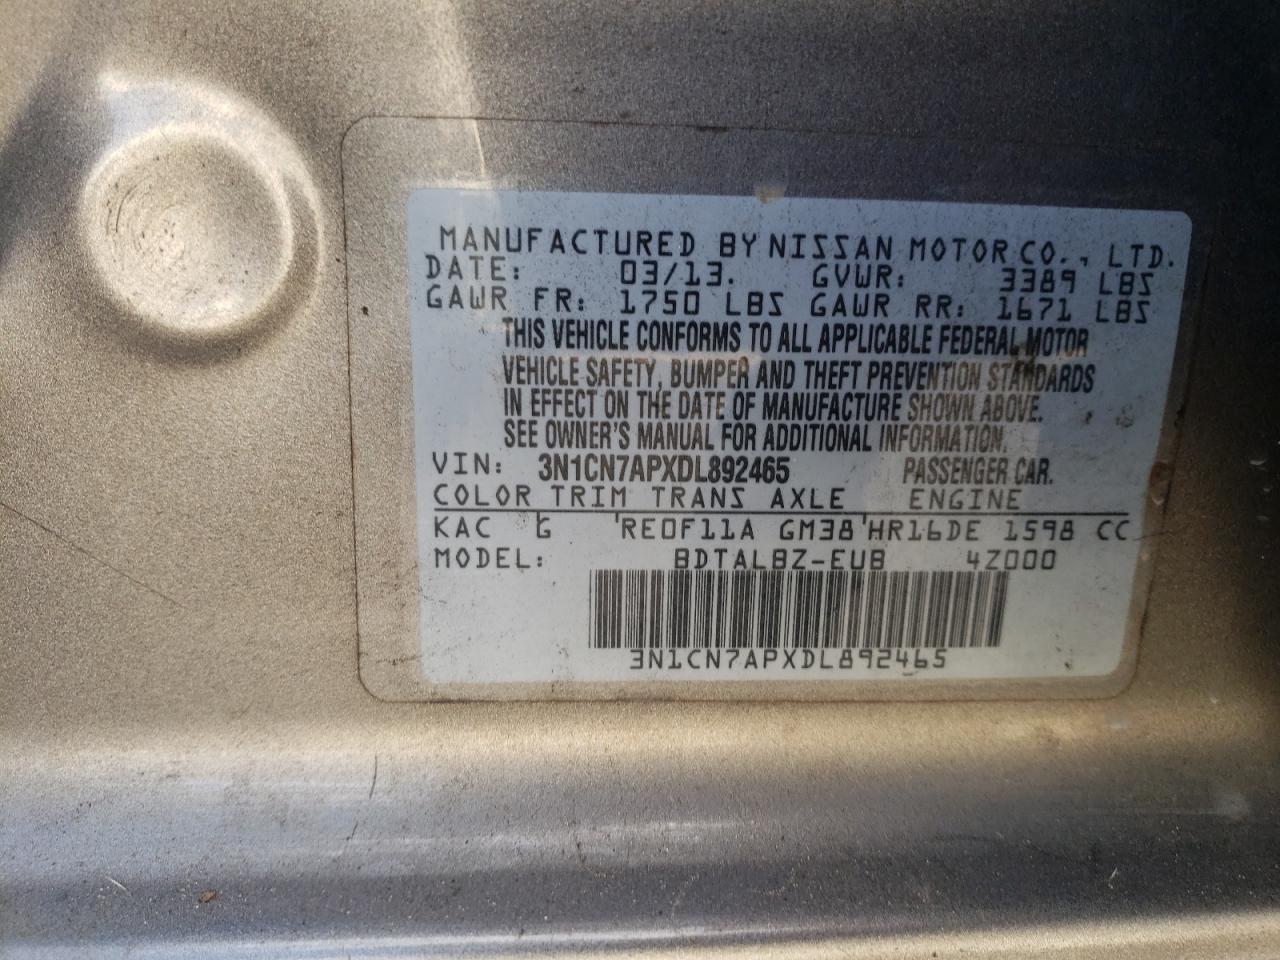 MANUFACTURED BY NISSAN MOTOR CO., LTD.
DATE: 03/13. GVWR: 3389 LBS
GAWR FR: 1750 LBS GAWR RR: 1671 LBS
THIS VEHICLE CONFORMS TO ALL APPLICABLE FEDERAL MOTOR
VEHICLE SAFETY, BUMPER AND THEFT PREVENTION STANDARDS
IN EFFECT ON THE DATE OF MANUFACTURE SHOWN ABOVE.
SEE OWNER'S MANUAL FOR ADDITIONAL INFORMATION.
VIN: 3N1CN7APXDL892465 PASSENGER CAR.
COLOR TRIM TRANS AXLE ENGINE
KAC G RE0F11A GM38 HR16DE 1598 CC
MODEL: BDTALBZ-EUB 4Z000
3N1CN7APXDL892465